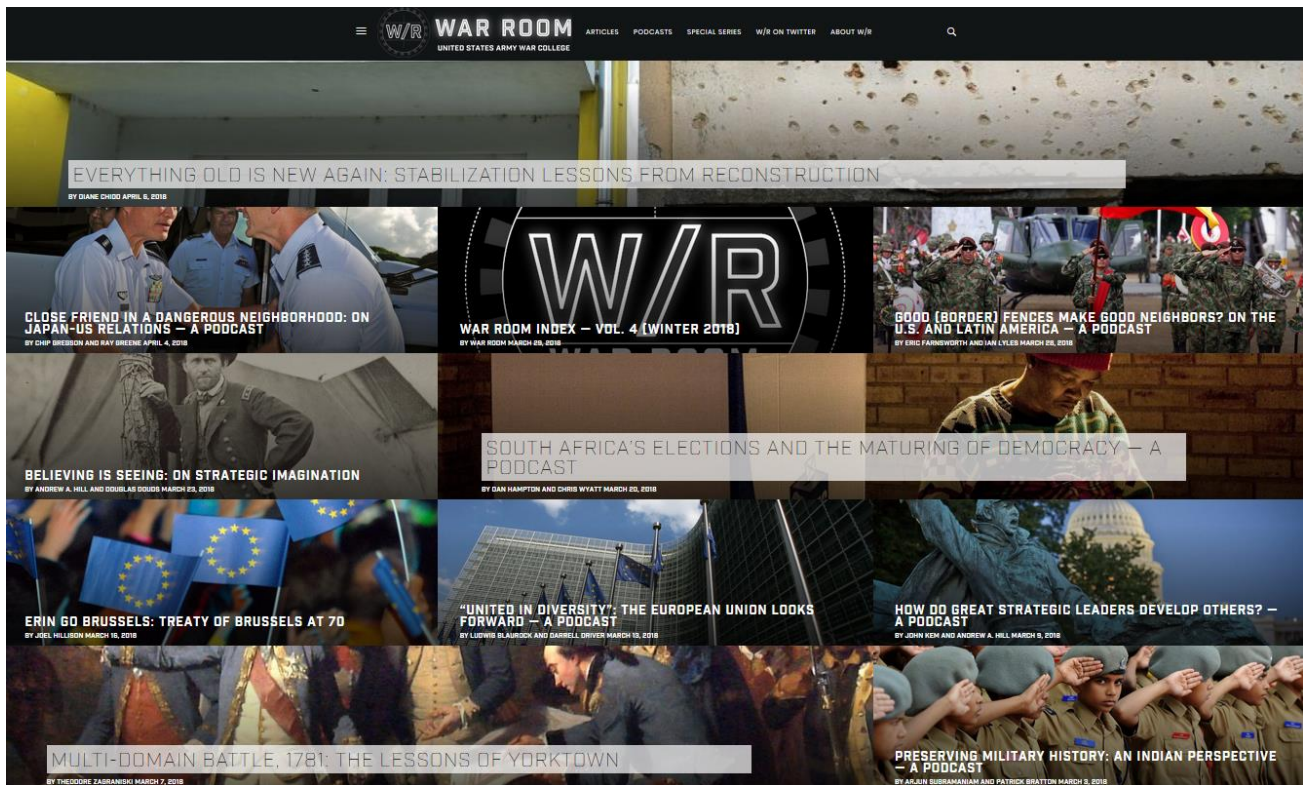 W/R
WAR ROOM
UNITED STATES ARMY WAR COLLEGE
ARTICLES
PODCASTS
SPECIAL SERIES
W/R ON TWITTER
ABOUT W/R
EVERYTHING OLD IS NEW AGAIN: STABILIZATION LESSONS FROM RECONSTRUCTION
BY DIANE CHIDO APRIL 6, 2018
CLOSE FRIEND IN A DANGEROUS NEIGHBORHOOD: ON
JAPAN-US RELATIONS — A PODCAST
BY CHIP GREGSON AND RAY GREENE APRIL 4, 2018
W/R
WAR ROOM
WAR ROOM INDEX — VOL. 4 (WINTER 2018)
BY WAR ROOM MARCH 29, 2018
GOOD (BORDER) FENCES MAKE GOOD NEIGHBORS? ON THE
U.S. AND LATIN AMERICA — A PODCAST
BY ERIC FARNSWORTH AND IAN LYLES MARCH 28, 2018
BELIEVING IS SEEING: ON STRATEGIC IMAGINATION
BY ANDREW A. HILL AND DOUGLAS DOUDS MARCH 23, 2018
SOUTH AFRICA'S ELECTIONS AND THE MATURING OF DEMOCRACY — A
PODCAST
BY DAN HAMPTON AND CHRIS WYATT MARCH 20, 2018
ERIN GO BRUSSELS: TREATY OF BRUSSELS AT 70
BY JOEL HILLISON MARCH 16, 2018
“UNITED IN DIVERSITY”: THE EUROPEAN UNION LOOKS
FORWARD — A PODCAST
BY LUDWIG BLAUROCK AND DARRELL DRIVER MARCH 13, 2018
HOW DO GREAT STRATEGIC LEADERS DEVELOP OTHERS? —
A PODCAST
BY JOHN KEM AND ANDREW A. HILL MARCH 9, 2018
MULTI-DOMAIN BATTLE, 1781: THE LESSONS OF YORKTOWN
BY THEODORE ZAGRANISKI MARCH 7, 2018
PRESERVING MILITARY HISTORY: AN INDIAN PERSPECTIVE
— A PODCAST
BY ARJUN SUBRAMANIAM AND PATRICK BRATTON MARCH 3, 2018